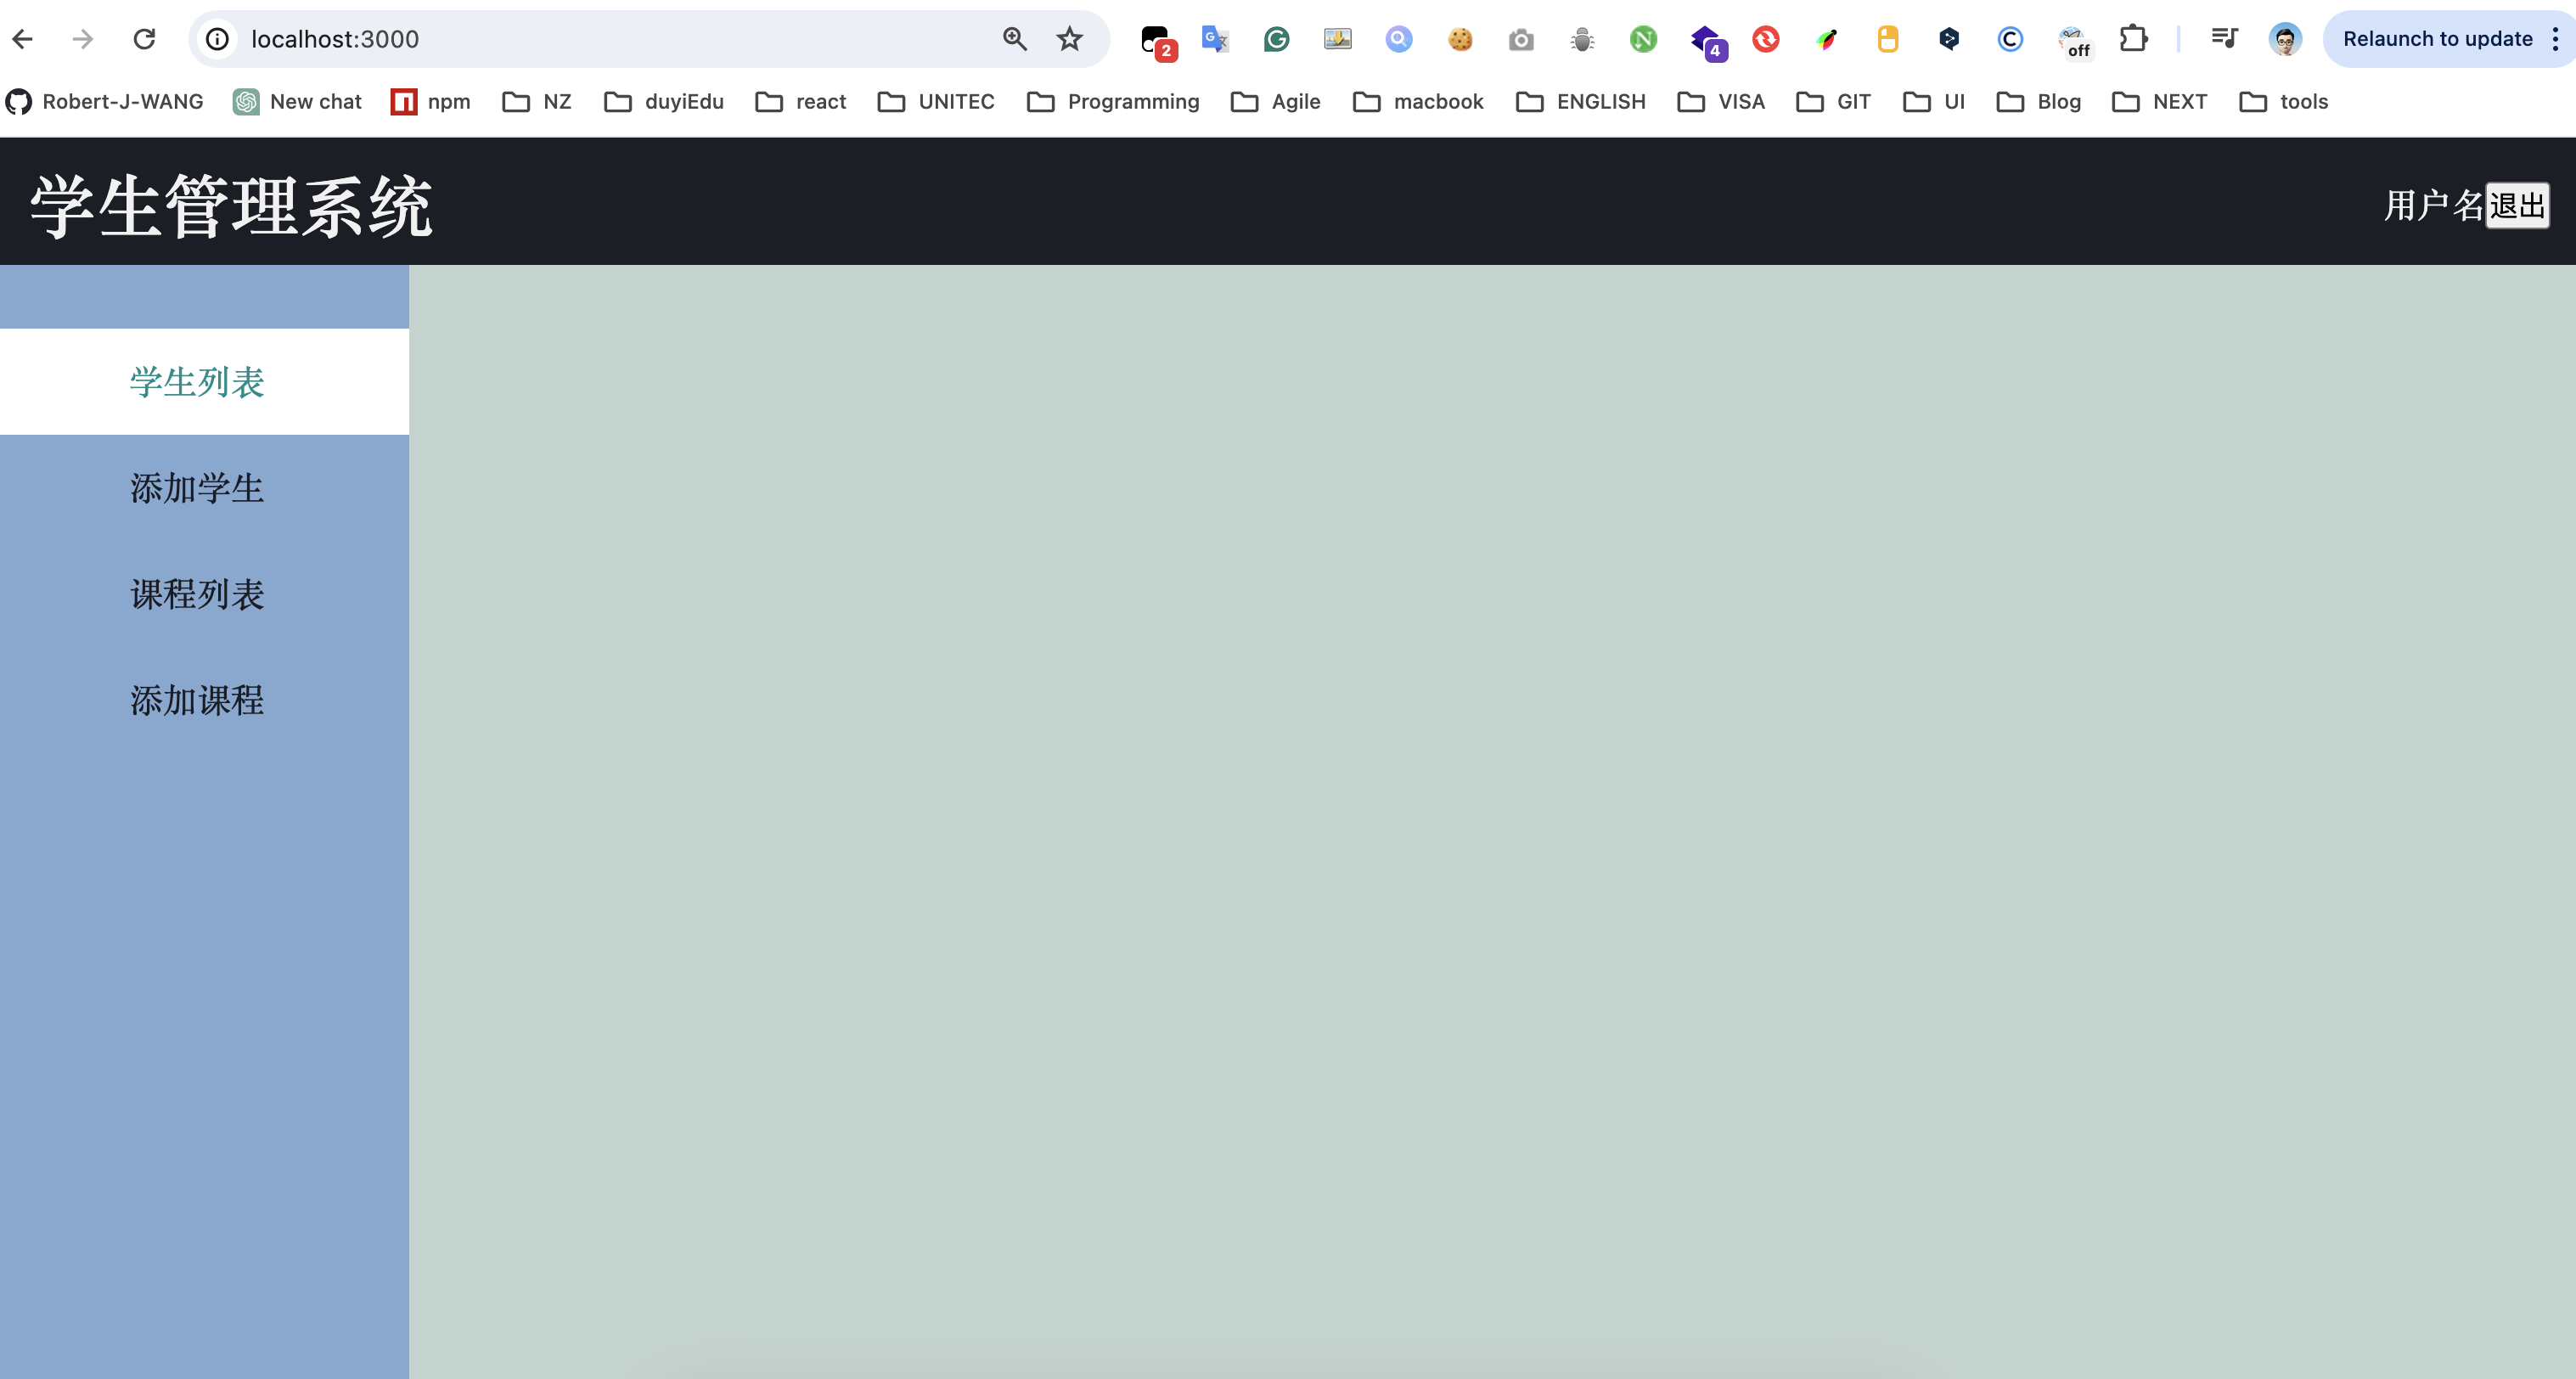 localhost:3000
2
4
off
Relaunch to update
Robert-J-WANG New chat npm NZ duyiEdu react UNITEC Programming Agile macbook ENGLISH VISA GIT UI Blog NEXT tools
学生管理系统
用户名 退出
学生列表
添加学生
课程列表
添加课程